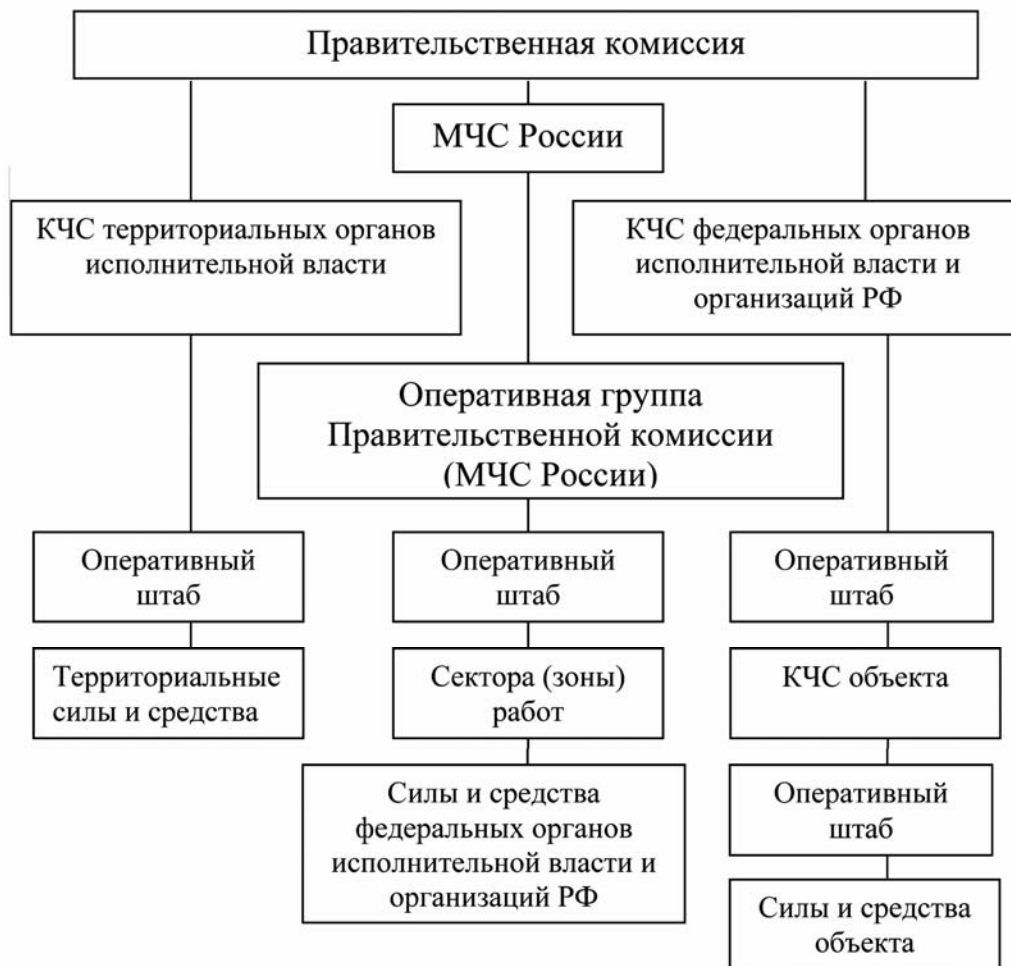 Правительственная комиссия
МЧС России
КЧС территориальных органов
исполнительной власти
КЧС федеральных органов
исполнительной власти и
организаций РФ
Оперативная группа
Правительственной комиссии
(МЧС России)
Оперативный
штаб
Оперативный
штаб
Оперативный
штаб
Территориальные
силы и средства
Сектора (зоны)
работ
КЧС объекта
Силы и средства
федеральных органов
исполнительной власти и
организаций РФ
Оперативный
штаб
Силы и средства
объекта